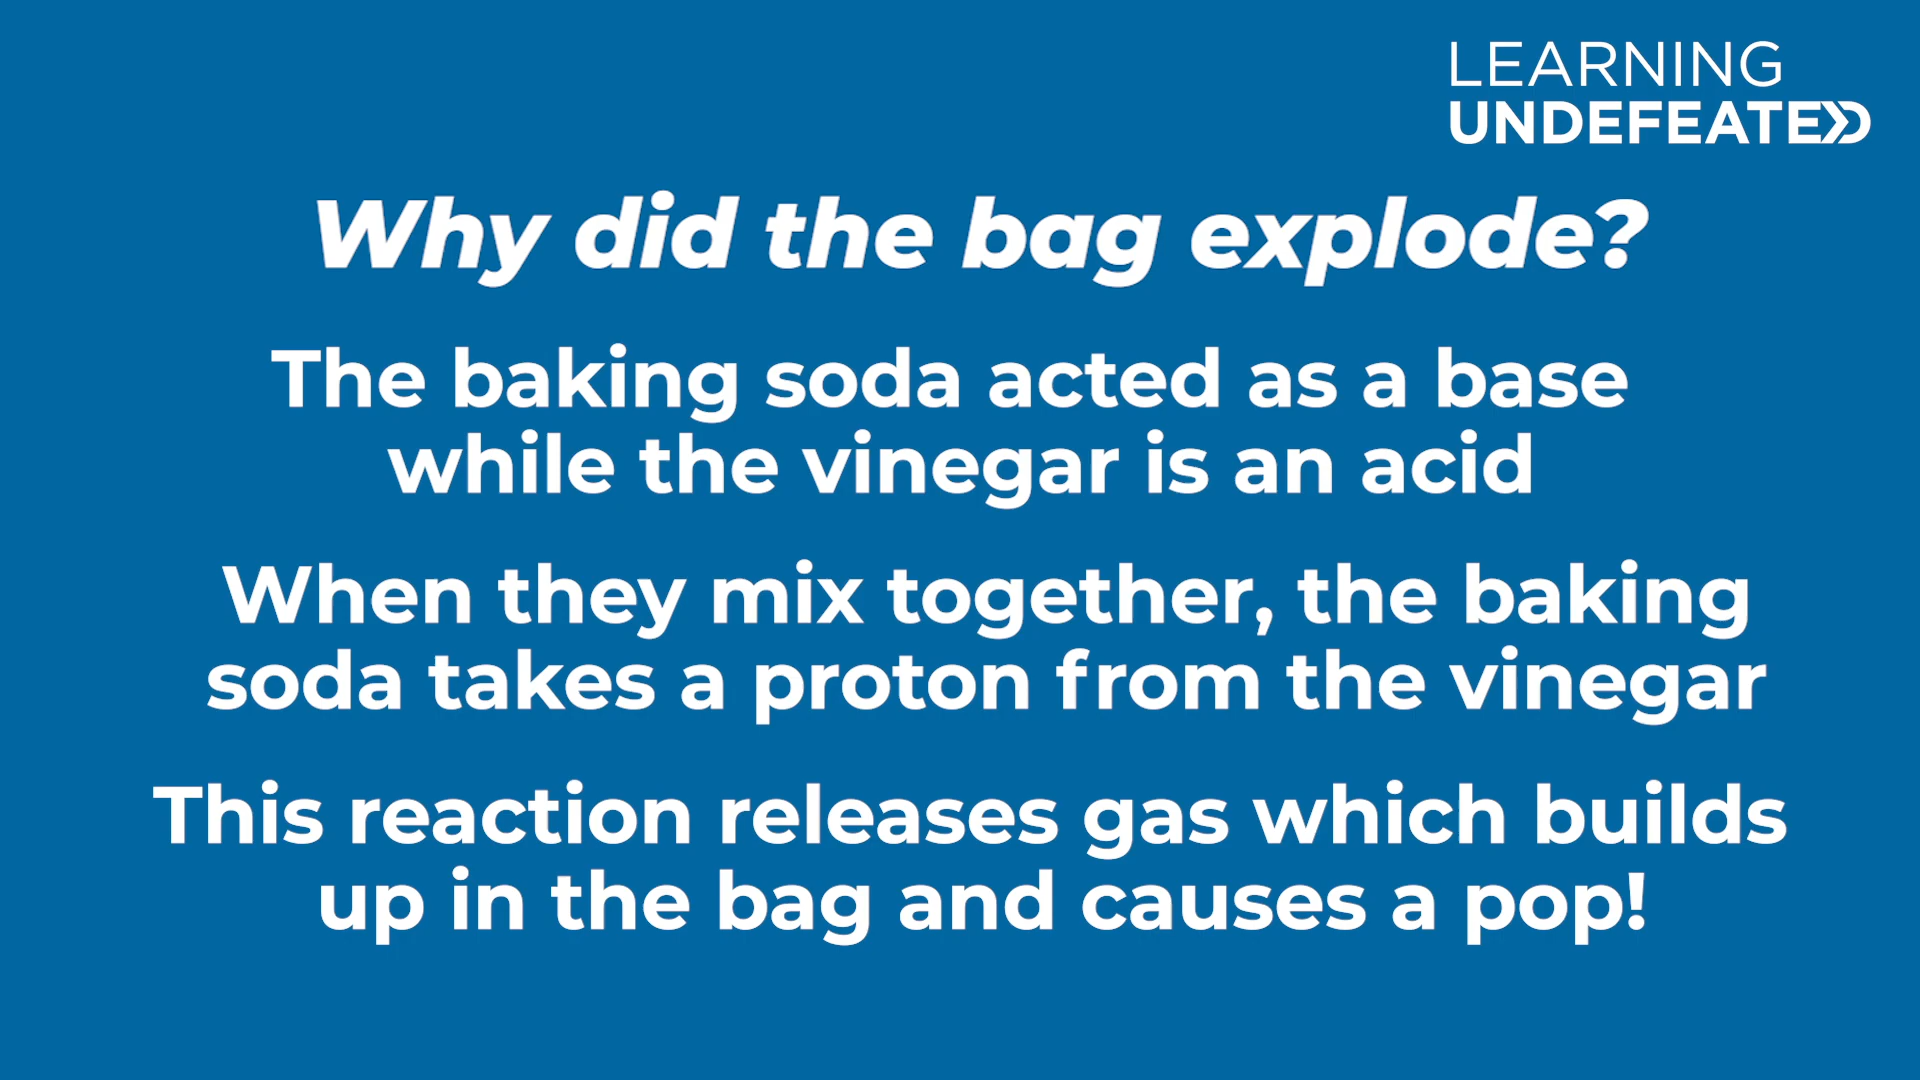 LEARNING
UNDEFEATED
Why did the bag explode?
The baking soda acted as a base
while the vinegar is an acid
When they mix together, the baking
soda takes a proton from the vinegar
This reaction releases gas which builds
up in the bag and causes a pop!